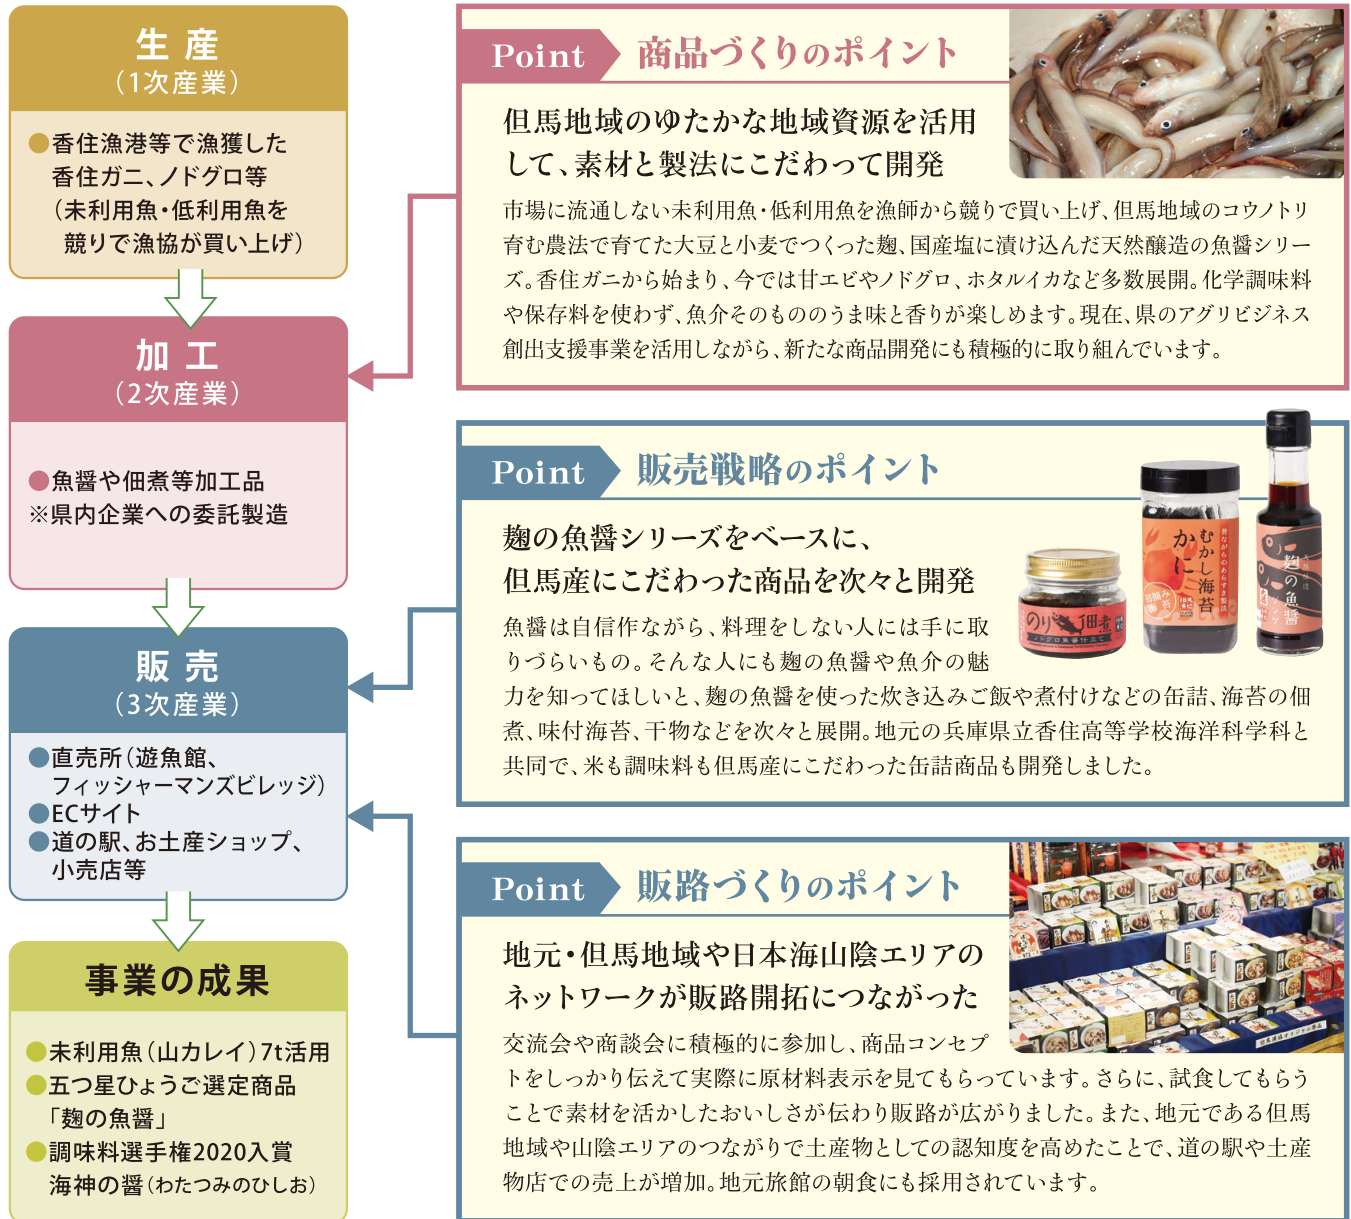 生産
（1次産業）
●香住漁港等で漁獲した
香住ガニ、ノドグロ等
（未利用魚・低利用魚を
競りで漁協が買い上げ）
加工
（2次産業）
●魚醤や佃煮等加工品
※県内企業への委託製造
販売
（3次産業）
●直売所（遊魚館、
フィッシャーマンズビレッジ）
●ECサイト
●道の駅、お土産ショップ、
小売店等
事業の成果
●未利用魚（山カレイ）7t活用
●五つ星ひょうご選定商品
「麹の魚醤」
●調味料選手権2020入賞
海神の醤（わたつみのひしお）
Point 商品づくりのポイント
但馬地域のゆたかな地域資源を活用
して、素材と製法にこだわって開発
市場に流通しない未利用魚・低利用魚を漁師から競りで買い上げ、但馬地域のコウノトリ
育む農法で育てた大豆と小麦でつくった麹、国産塩に漬け込んだ天然醸造の魚醤シリー
ズ。香住ガニから始まり、今では甘エビやノドグロ、ホタルイカなど多数展開。化学調味料
や保存料を使わず、魚介そのもののうま味と香りが楽しめます。現在、県のアグリビジネス
創出支援事業を活用しながら、新たな商品開発にも積極的に取り組んでいます。
Point 販売戦略のポイント
麹の魚醤シリーズをベースに、
但馬産にこだわった商品を次々と開発
魚醤は自信作ながら、料理をしない人には手に取
りづらいもの。そんな人にも麹の魚醤や魚介の魅
力を知ってほしいと、麹の魚醤を使った炊き込みご飯や煮付けなどの缶詰、海苔の佃
煮、味付海苔、干物などを次々と展開。地元の兵庫県立香住高等学校海洋科学科と
共同で、米も調味料も但馬産にこだわった缶詰商品も開発しました。
のり佃煮
ノドグロ魚醤仕立て
昔ながらのあらすき製法
むかし海苔
かに
初摘み
麹の魚醤
Point 販路づくりのポイント
地元・但馬地域や日本海山陰エリアの
ネットワークが販路開拓につながった
交流会や商談会に積極的に参加し、商品コンセプ
トをしっかり伝えて実際に原材料表示を見てもらっています。さらに、試食してもらう
ことで素材を活かしたおいしさが伝わり販路が広がりました。また、地元である但馬
地域や山陰エリアのつながりで土産物としての認知度を高めたことで、道の駅や土産
物店での売上が増加。地元旅館の朝食にも採用されています。
但馬漁協オリジナル商品